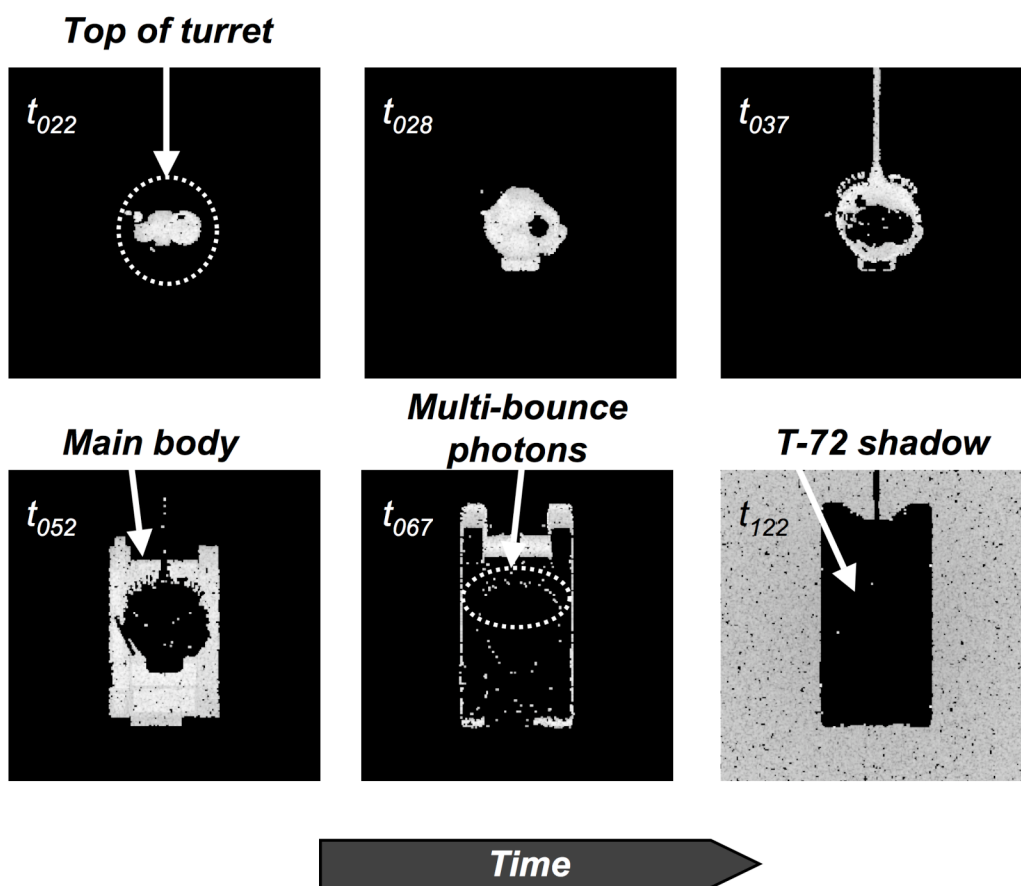 Top of turret
t022
t028
t037
Main body
Multi-bounce
photons
T-72 shadow
t052
t067
t122
Time